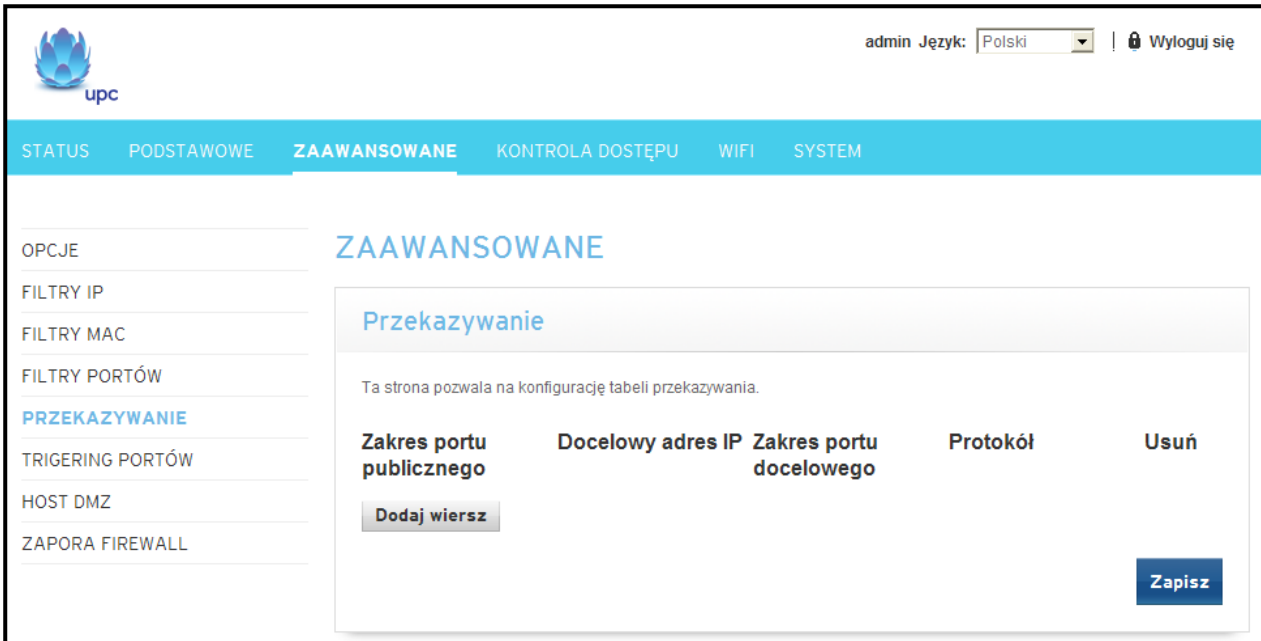 admin Język: Polski | Wyloguj się
upc
STATUS PODSTAWOWE ZAAWANSOWANE KONTROLA DOSTĘPU WIFI SYSTEM
OPCJE
FILTRY IP
FILTRY MAC
FILTRY PORTÓW
PRZEKAZYWANIE
TRIGERING PORTÓW
HOST DMZ
ZAPORA FIREWALL
ZAAWANSOWANE
Przekazywanie
Ta strona pozwala na konfigurację tabeli przekazywania.
Zakres portu publicznego
Docelowy adres IP
Zakres portu docelowego
Protokół
Usuń
Dodaj wiersz
Zapisz